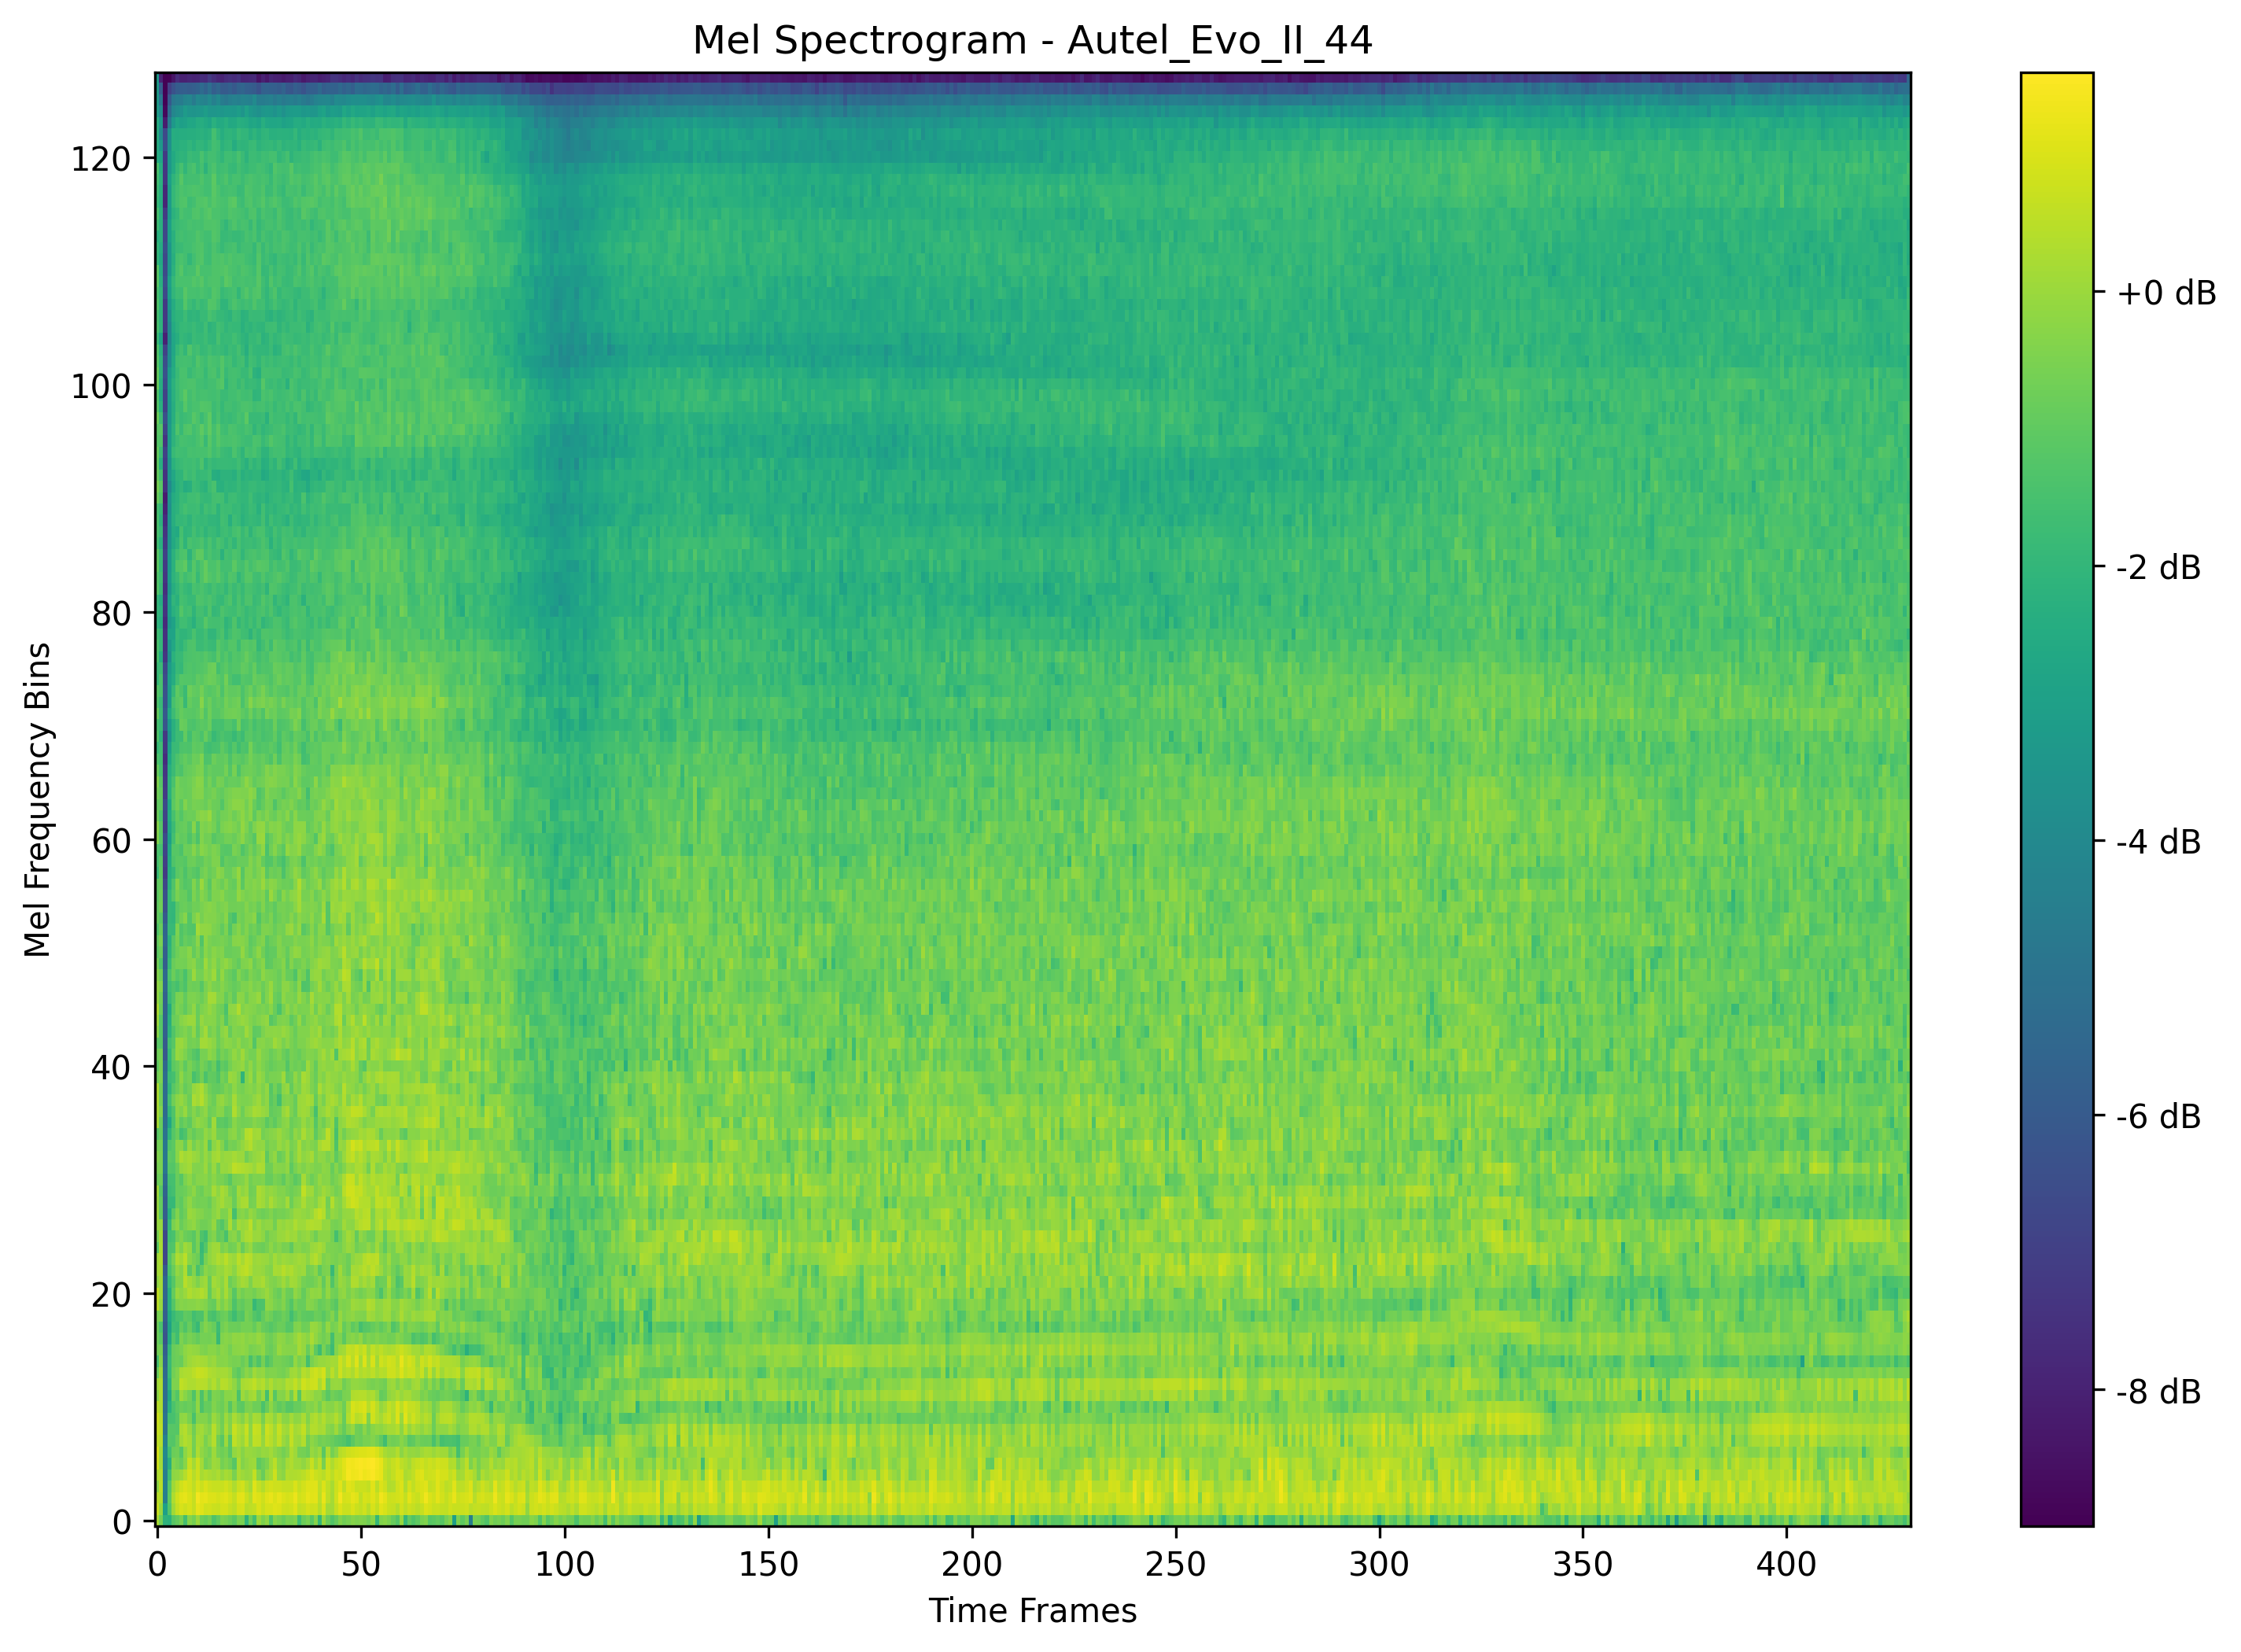 Mel Spectrogram - Autel_Evo_II_44
120
100
80
60
40
20
0
Mel Frequency Bins
0 50 100 150 200 250 300 350 400
Time Frames
+0 dB
-2 dB
-4 dB
-6 dB
-8 dB